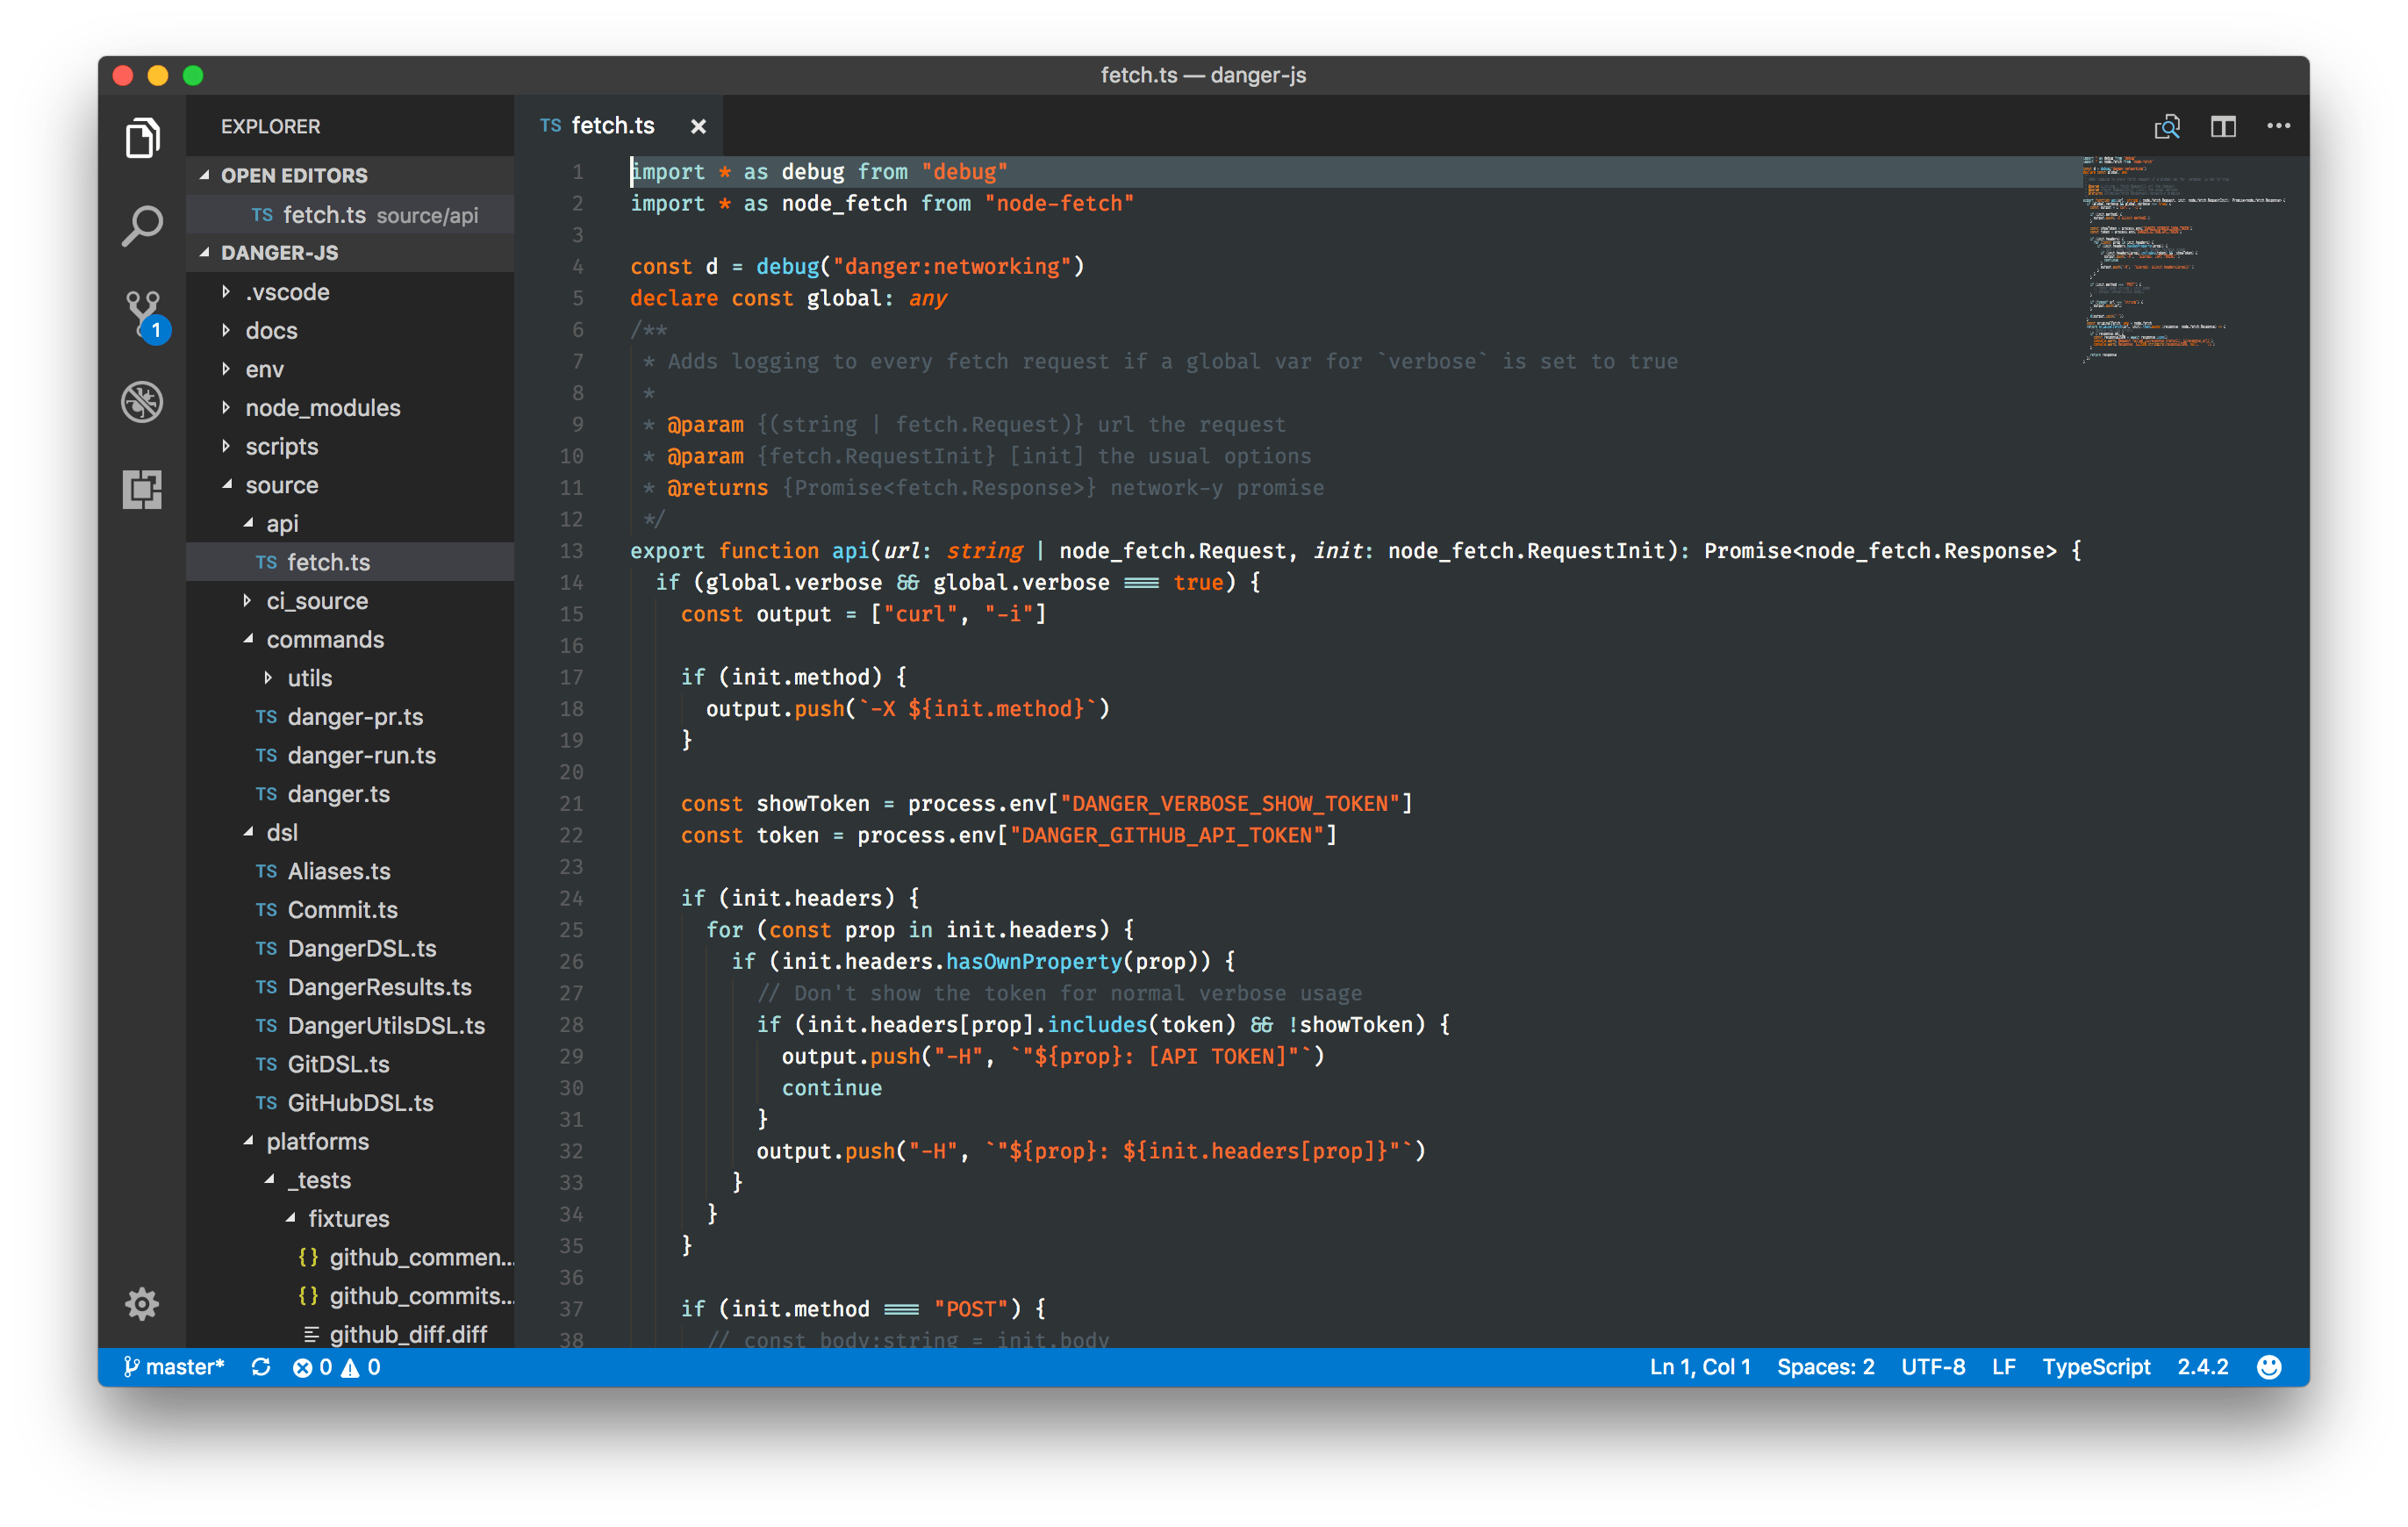 fetch.ts — danger-js
EXPLORER
OPEN EDITORS
TS fetch.ts source/api
DANGER-JS
.vscode
docs
env
node_modules
scripts
source
api
TS fetch.ts
ci_source
commands
utils
TS danger-pr.ts
TS danger-run.ts
TS danger.ts
dsl
TS Aliases.ts
TS Commit.ts
TS DangerDSL.ts
TS DangerResults.ts
TS DangerUtilsDSL.ts
TS GitDSL.ts
TS GitHubDSL.ts
platforms
_tests
fixtures
{} github_commen...
{} github_commits...
github_diff.diff
1
TS fetch.ts ×
1 import * as debug from "debug"
2 import * as node_fetch from "node-fetch"
3
4 const d = debug("danger:networking")
5 declare const global: any
6 /**
7 * Adds logging to every fetch request if a global var for `verbose` is set to true
8 *
9 * @param {(string | fetch.Request)} url the request
10 * @param {fetch.RequestInit} [init] the usual options
11 * @returns {Promise<fetch.Response>} network-y promise
12 */
13 export function api(url: string | node_fetch.Request, init: node_fetch.RequestInit): Promise<node_fetch.Response> {
14 if (global.verbose && global.verbose === true) {
15 const output = ["curl", "-i"]
16
17 if (init.method) {
18 output.push(`-X ${init.method}`)
19 }
20
21 const showToken = process.env["DANGER_VERBOSE_SHOW_TOKEN"]
22 const token = process.env["DANGER_GITHUB_API_TOKEN"]
23
24 if (init.headers) {
25 for (const prop in init.headers) {
26 if (init.headers.hasOwnProperty(prop)) {
27 // Don't show the token for normal verbose usage
28 if (init.headers[prop].includes(token) && !showToken) {
29 output.push("-H", `"${prop}: [API TOKEN]"`)
30 continue
31 }
32 output.push("-H", `"${prop}: ${init.headers[prop]}"`)
33 }
34 }
35 }
36
37 if (init.method === "POST") {
38 // const body:string = init.body
master* 0 0
Ln 1, Col 1 Spaces: 2 UTF-8 LF TypeScript 2.4.2